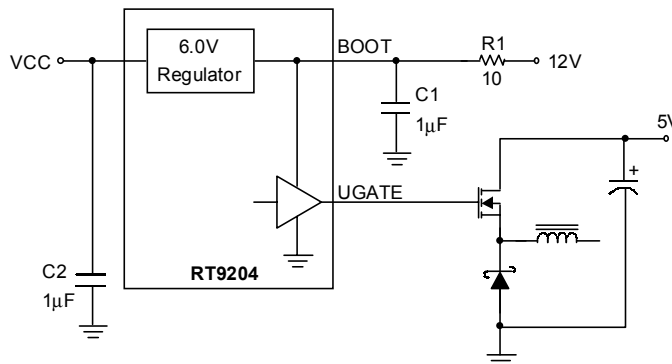 VCC
6.0V
Regulator
BOOT
R1
10
12V
C1
1μF
5V
+
UGATE
C2
1μF
RT9204